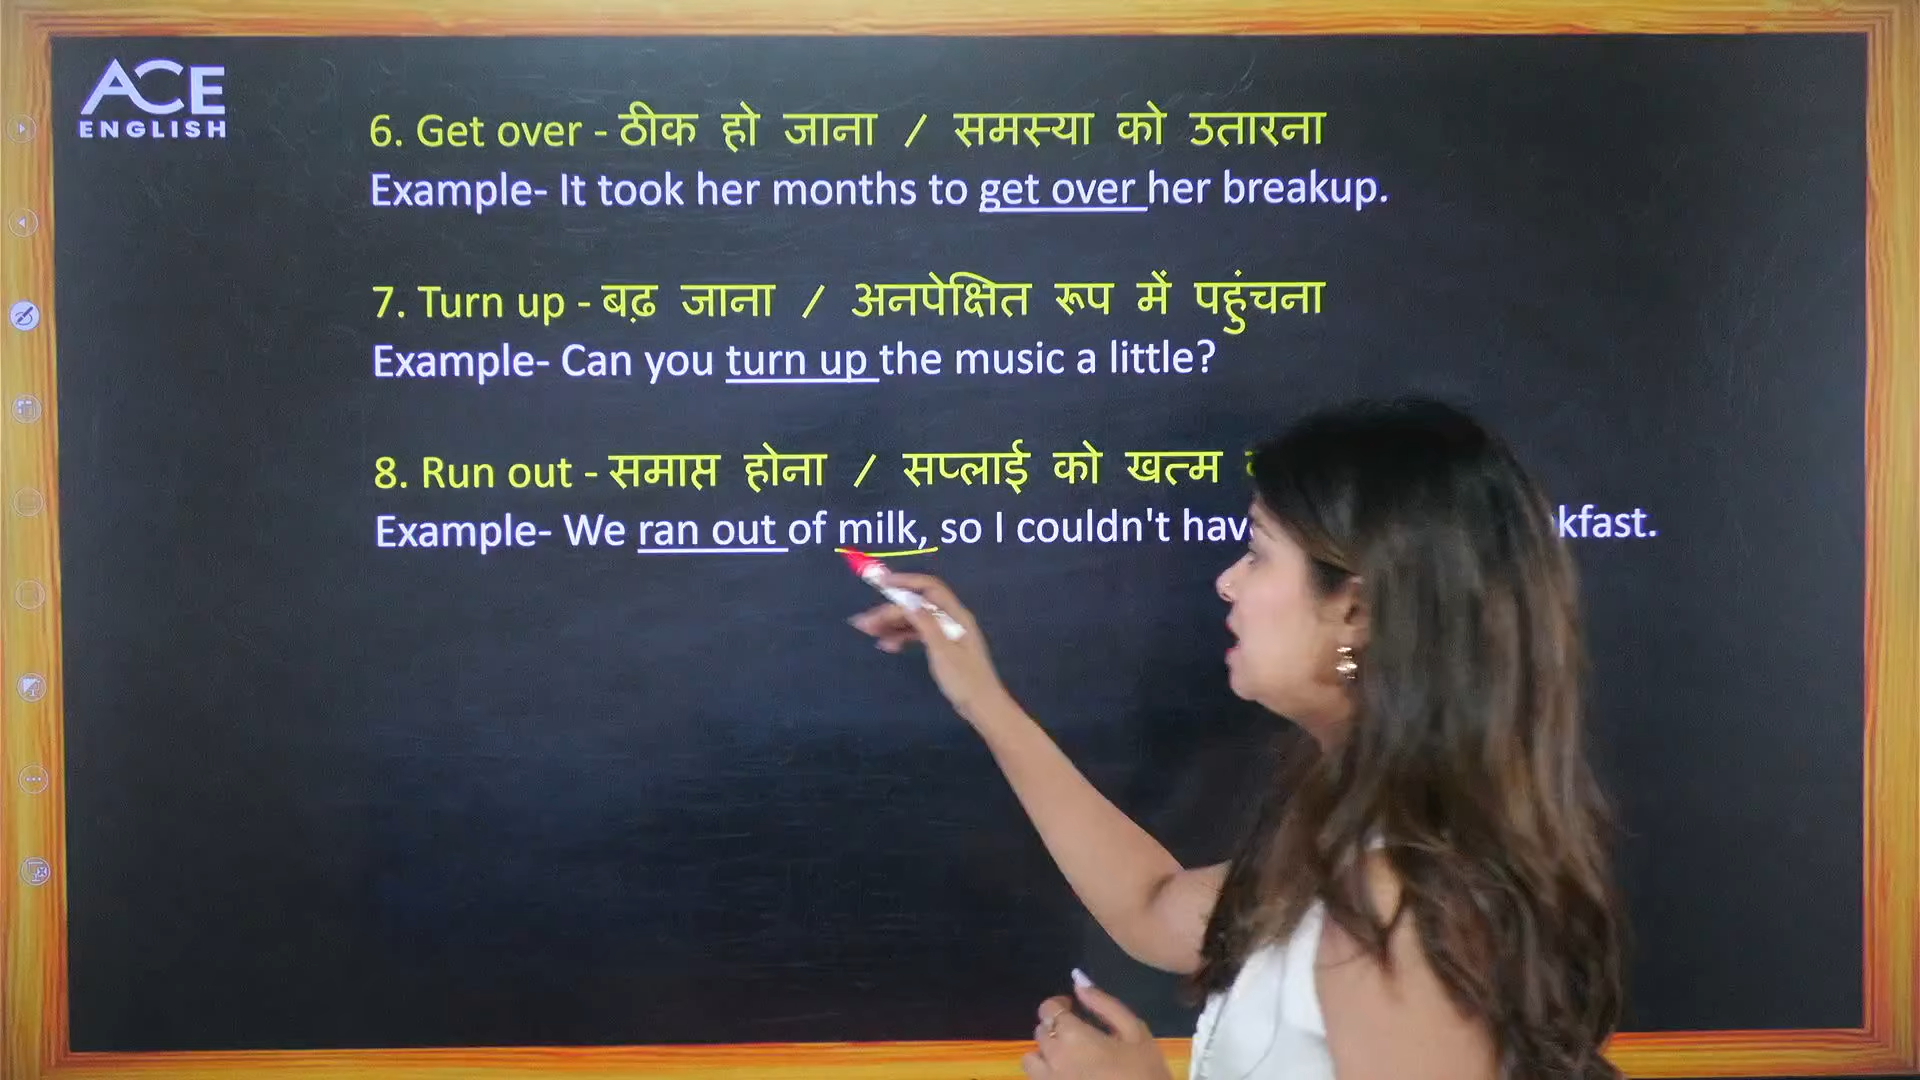 ACE
ENGLISH
6. Get over - ठीक हो जाना / समस्या को उतारना
Example- It took her months to get over her breakup.
7. Turn up - बढ़ जाना / अनपेक्षित रूप में पहुंचना
Example- Can you turn up the music a little?
8. Run out - समाप्त होना / सप्लाई को खत्म
Example- We ran out of milk, so I couldn't